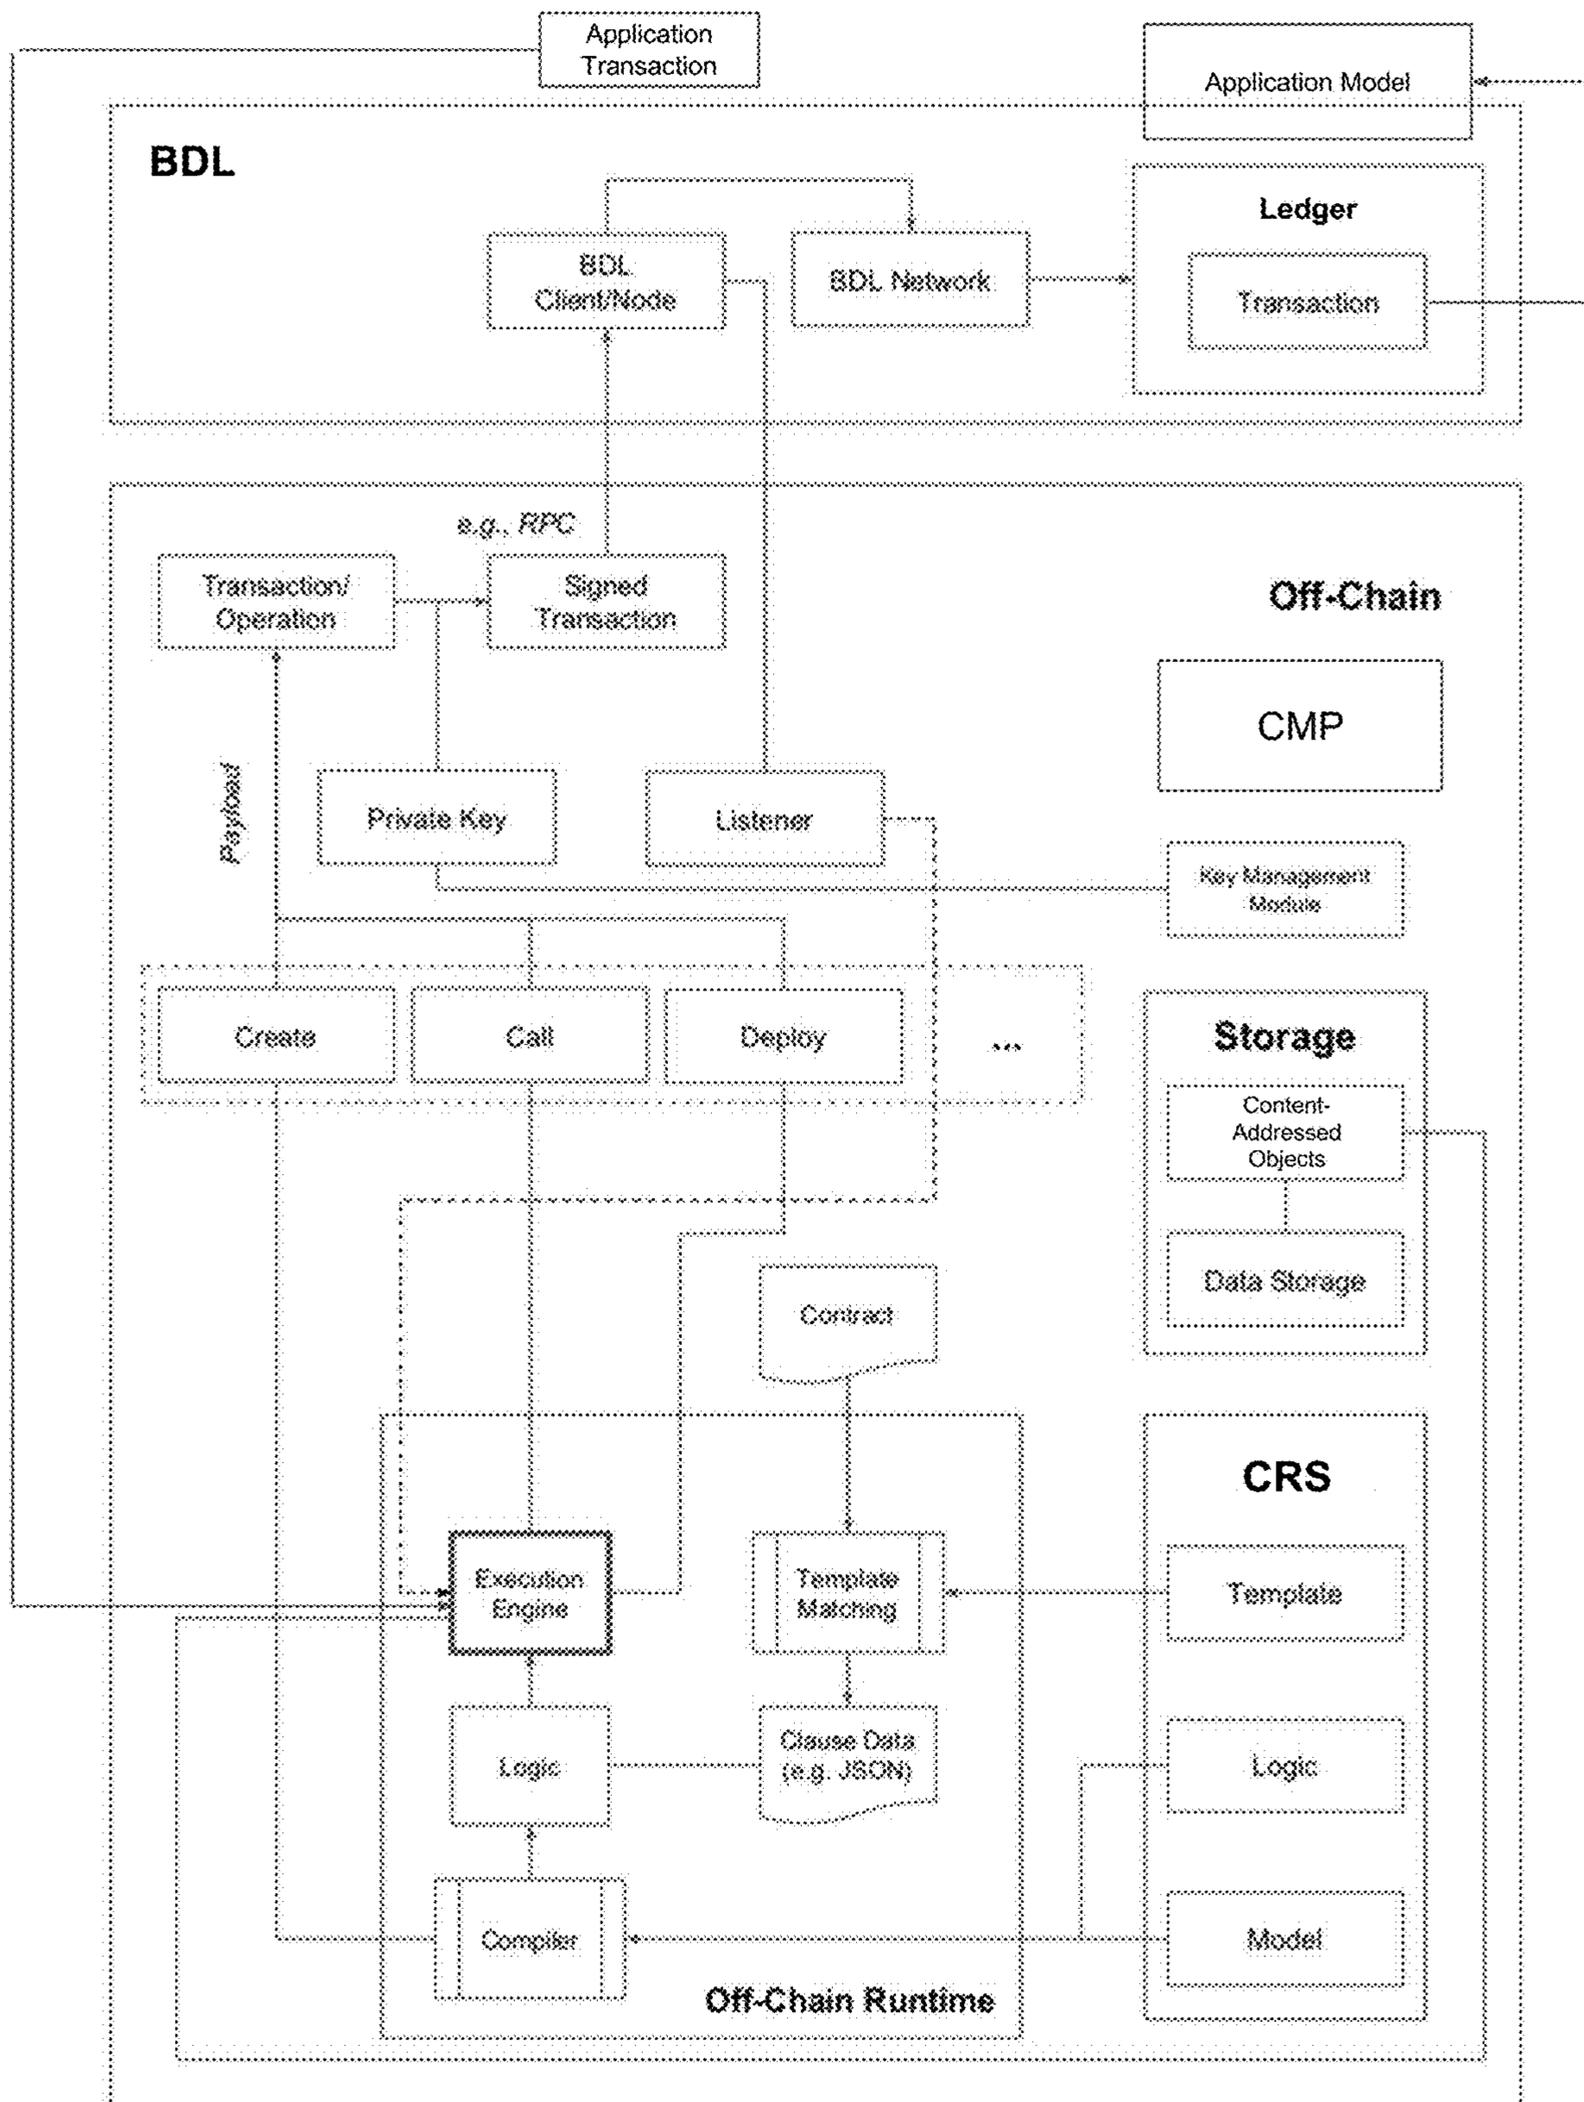 Application
Transaction
Application Model
BDL
Ledger
BDL
Client/Node
BDL Network
Transaction
e.g., RPC
Transaction/
Operation
Signed
Transaction
Off-Chain
CMP
Payload
Private Key
Listener
Key Management
Module
Create
Call
Deploy
...
Storage
Content-
Addressed
Objects
Data Storage
Contract
CRS
Execution
Engine
Template
Matching
Template
Logic
Clause Data
(e.g. JSON)
Logic
Compiler
Model
Off-Chain Runtime